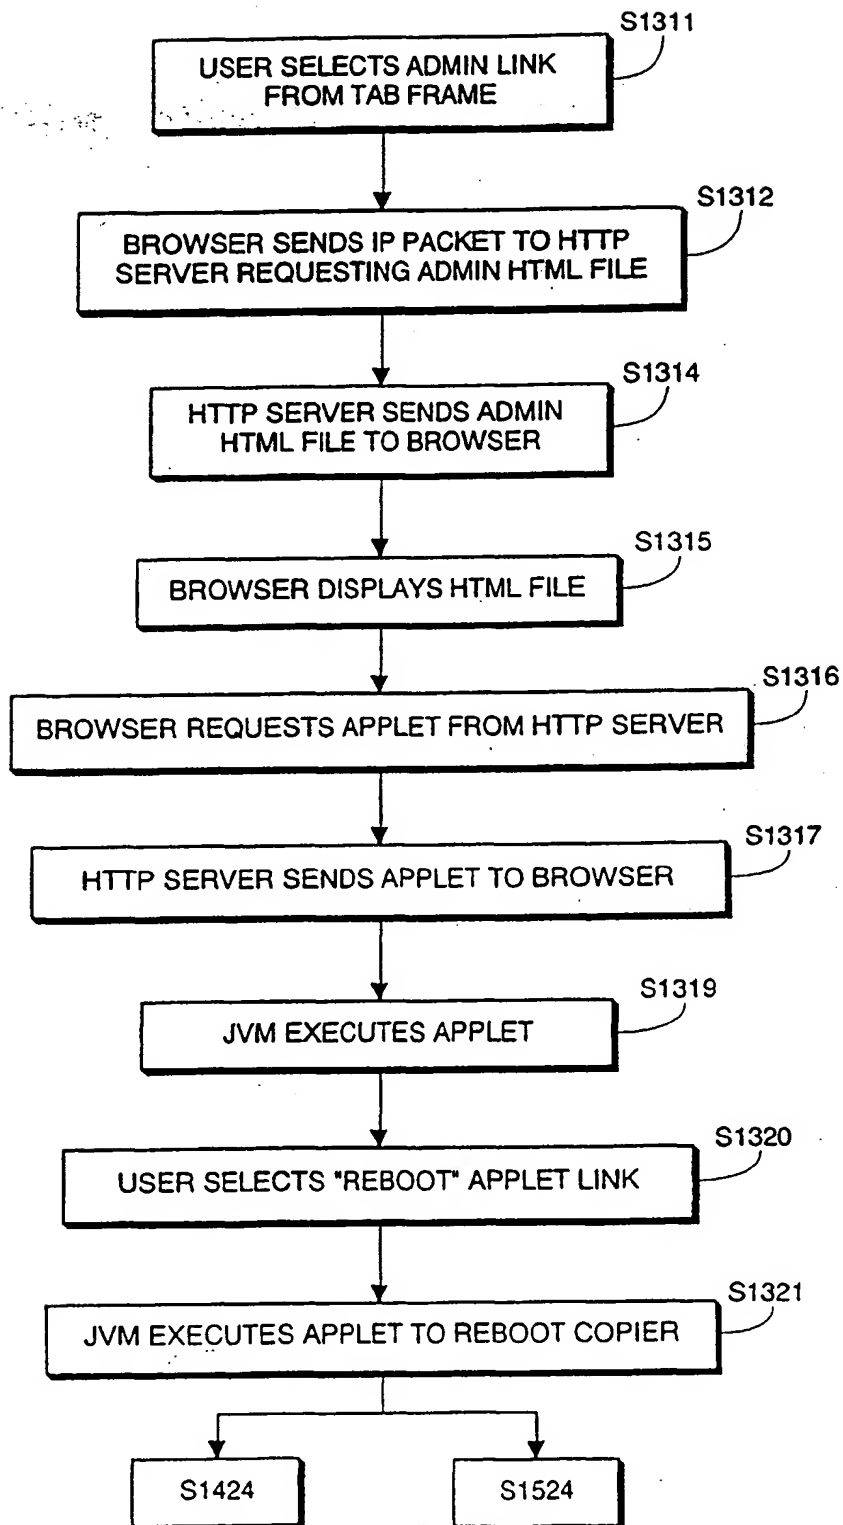 S1311
USER SELECTS ADMIN LINK
FROM TAB FRAME
S1312
BROWSER SENDS IP PACKET TO HTTP
SERVER REQUESTING ADMIN HTML FILE
S1314
HTTP SERVER SENDS ADMIN
HTML FILE TO BROWSER
S1315
BROWSER DISPLAYS HTML FILE
S1316
BROWSER REQUESTS APPLET FROM HTTP SERVER
S1317
HTTP SERVER SENDS APPLET TO BROWSER
S1319
JVM EXECUTES APPLET
S1320
USER SELECTS "REBOOT" APPLET LINK
S1321
JVM EXECUTES APPLET TO REBOOT COPIER
S1424
S1524